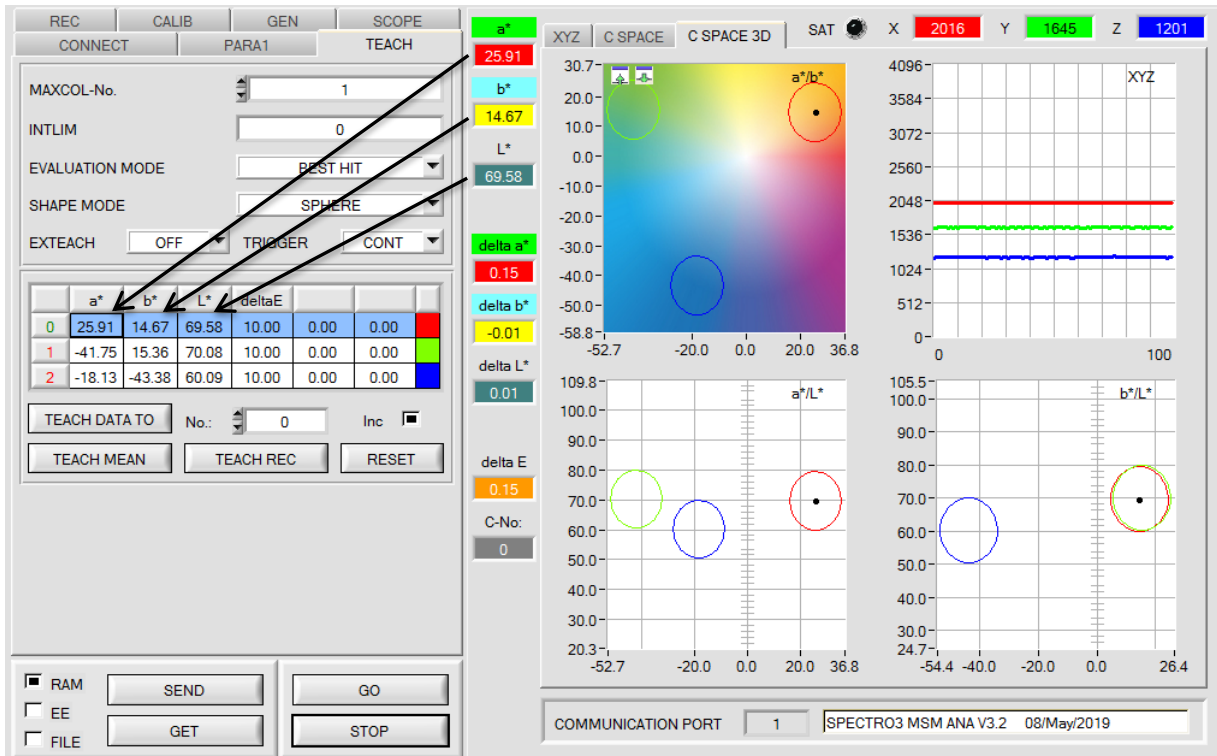 REC CALIB GEN SCOPE
CONNECT PARA1 TEACH
MAXCOL-No. 1
INTLIM 0
EVALUATION MODE BEST HIT
SHAPE MODE SPHERE
EXTEACH OFF TRIGGER CONT
a* b* L* deltaE
0 25.91 14.67 69.58 10.00 0.00 0.00
1 -41.75 15.36 70.08 10.00 0.00 0.00
2 -18.13 -43.38 60.09 10.00 0.00 0.00
TEACH DATA TO No.: 0 Inc
TEACH MEAN TEACH REC RESET
RAM
EE
FILE
SEND GO
GET STOP
a*
25.91
b*
14.67
L*
69.58
delta a*
0.15
delta b*
-0.01
delta L*
0.01
delta E
0.15
C-No:
0
XYZ C SPACE C SPACE 3D SAT X 2016 Y 1645 Z 1201
a*/b*
30.7
20.0
10.0
0.0
-10.0
-20.0
-30.0
-40.0
-50.0
-58.8
-52.7 -20.0 0.0 20.0 36.8
XYZ
4096
3584
3072
2560
2048
1536
1024
512
0
0 100
a*/L*
109.8
100.0
90.0
80.0
70.0
60.0
50.0
40.0
30.0
20.3
-52.7 -20.0 0.0 20.0 36.8
b*/L*
105.5
100.0
90.0
80.0
70.0
60.0
50.0
40.0
30.0
24.7
-54.4 -40.0 -20.0 0.0 26.4
COMMUNICATION PORT 1 SPECTRO3 MSM ANA V3.2 08/May/2019